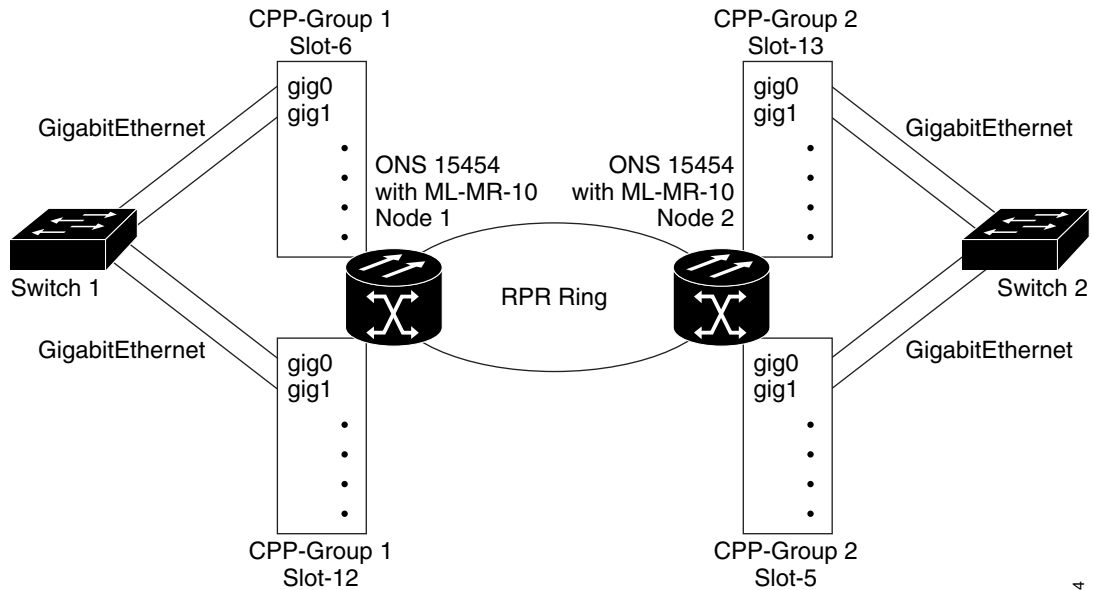 CPP-Group 1
Slot-6
CPP-Group 2
Slot-13
gig0
gig1
gig0
gig1
GigabitEthernet
GigabitEthernet
ONS 15454
with ML-MR-10
Node 1
ONS 15454
with ML-MR-10
Node 2
Switch 1
RPR Ring
Switch 2
GigabitEthernet
GigabitEthernet
gig0
gig1
gig0
gig1
CPP-Group 1
Slot-12
CPP-Group 2
Slot-5
4